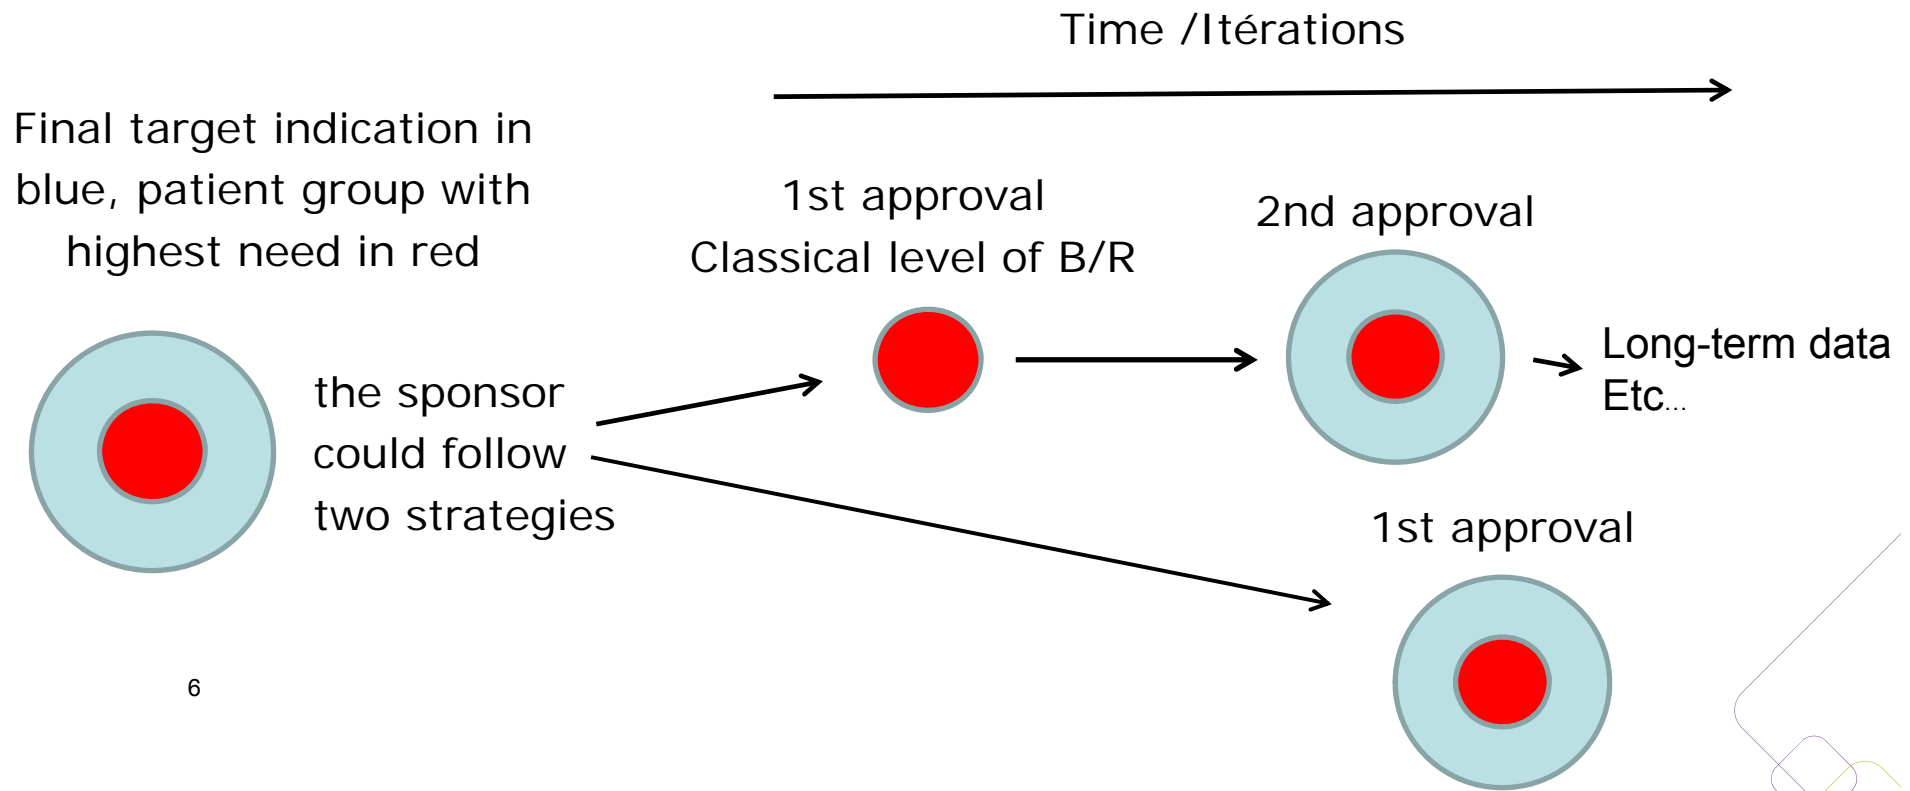 Time /Itérations
Final target indication in
blue, patient group with
highest need in red
1st approval
Classical level of B/R
2nd approval
Long-term data
Etc...
the sponsor
could follow
two strategies
1st approval
6